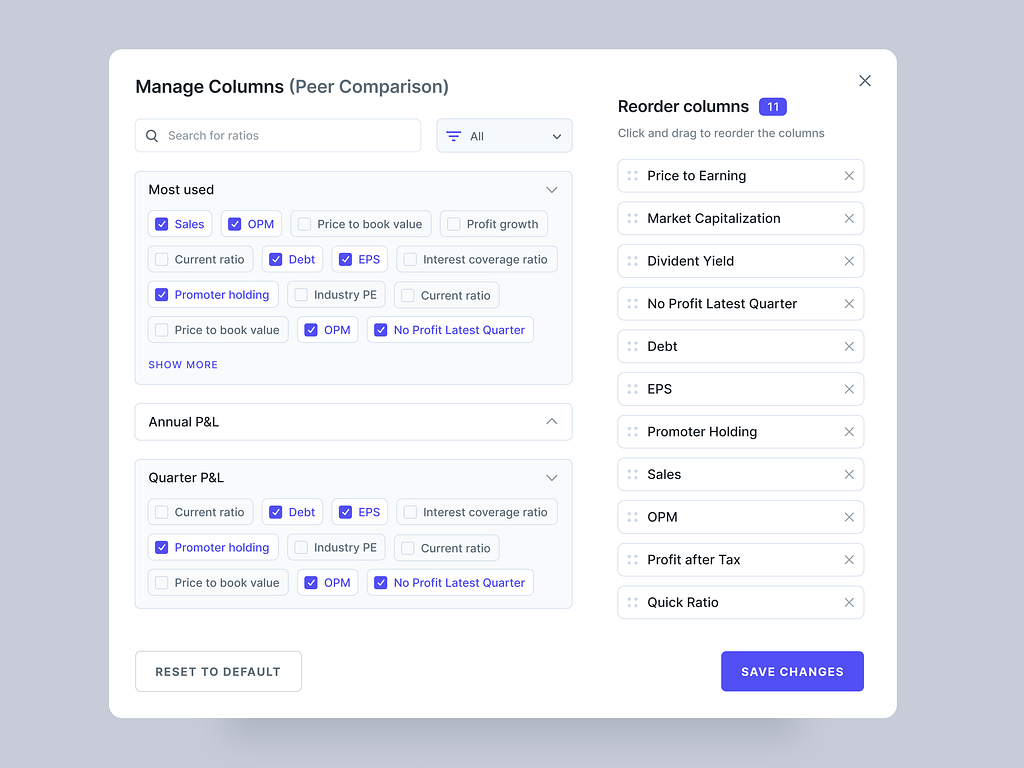 Manage Columns (Peer Comparison)
Search for ratios
All
Most used
Sales OPM Price to book value Profit growth
Current ratio Debt EPS Interest coverage ratio
Promoter holding Industry PE Current ratio
Price to book value OPM No Profit Latest Quarter
SHOW MORE
Annual P&L
Quarter P&L
Current ratio Debt EPS Interest coverage ratio
Promoter holding Industry PE Current ratio
Price to book value OPM No Profit Latest Quarter
RESET TO DEFAULT
Reorder columns 11
Click and drag to reorder the columns
Price to Earning
Market Capitalization
Divident Yield
No Profit Latest Quarter
Debt
EPS
Promoter Holding
Sales
OPM
Profit after Tax
Quick Ratio
SAVE CHANGES